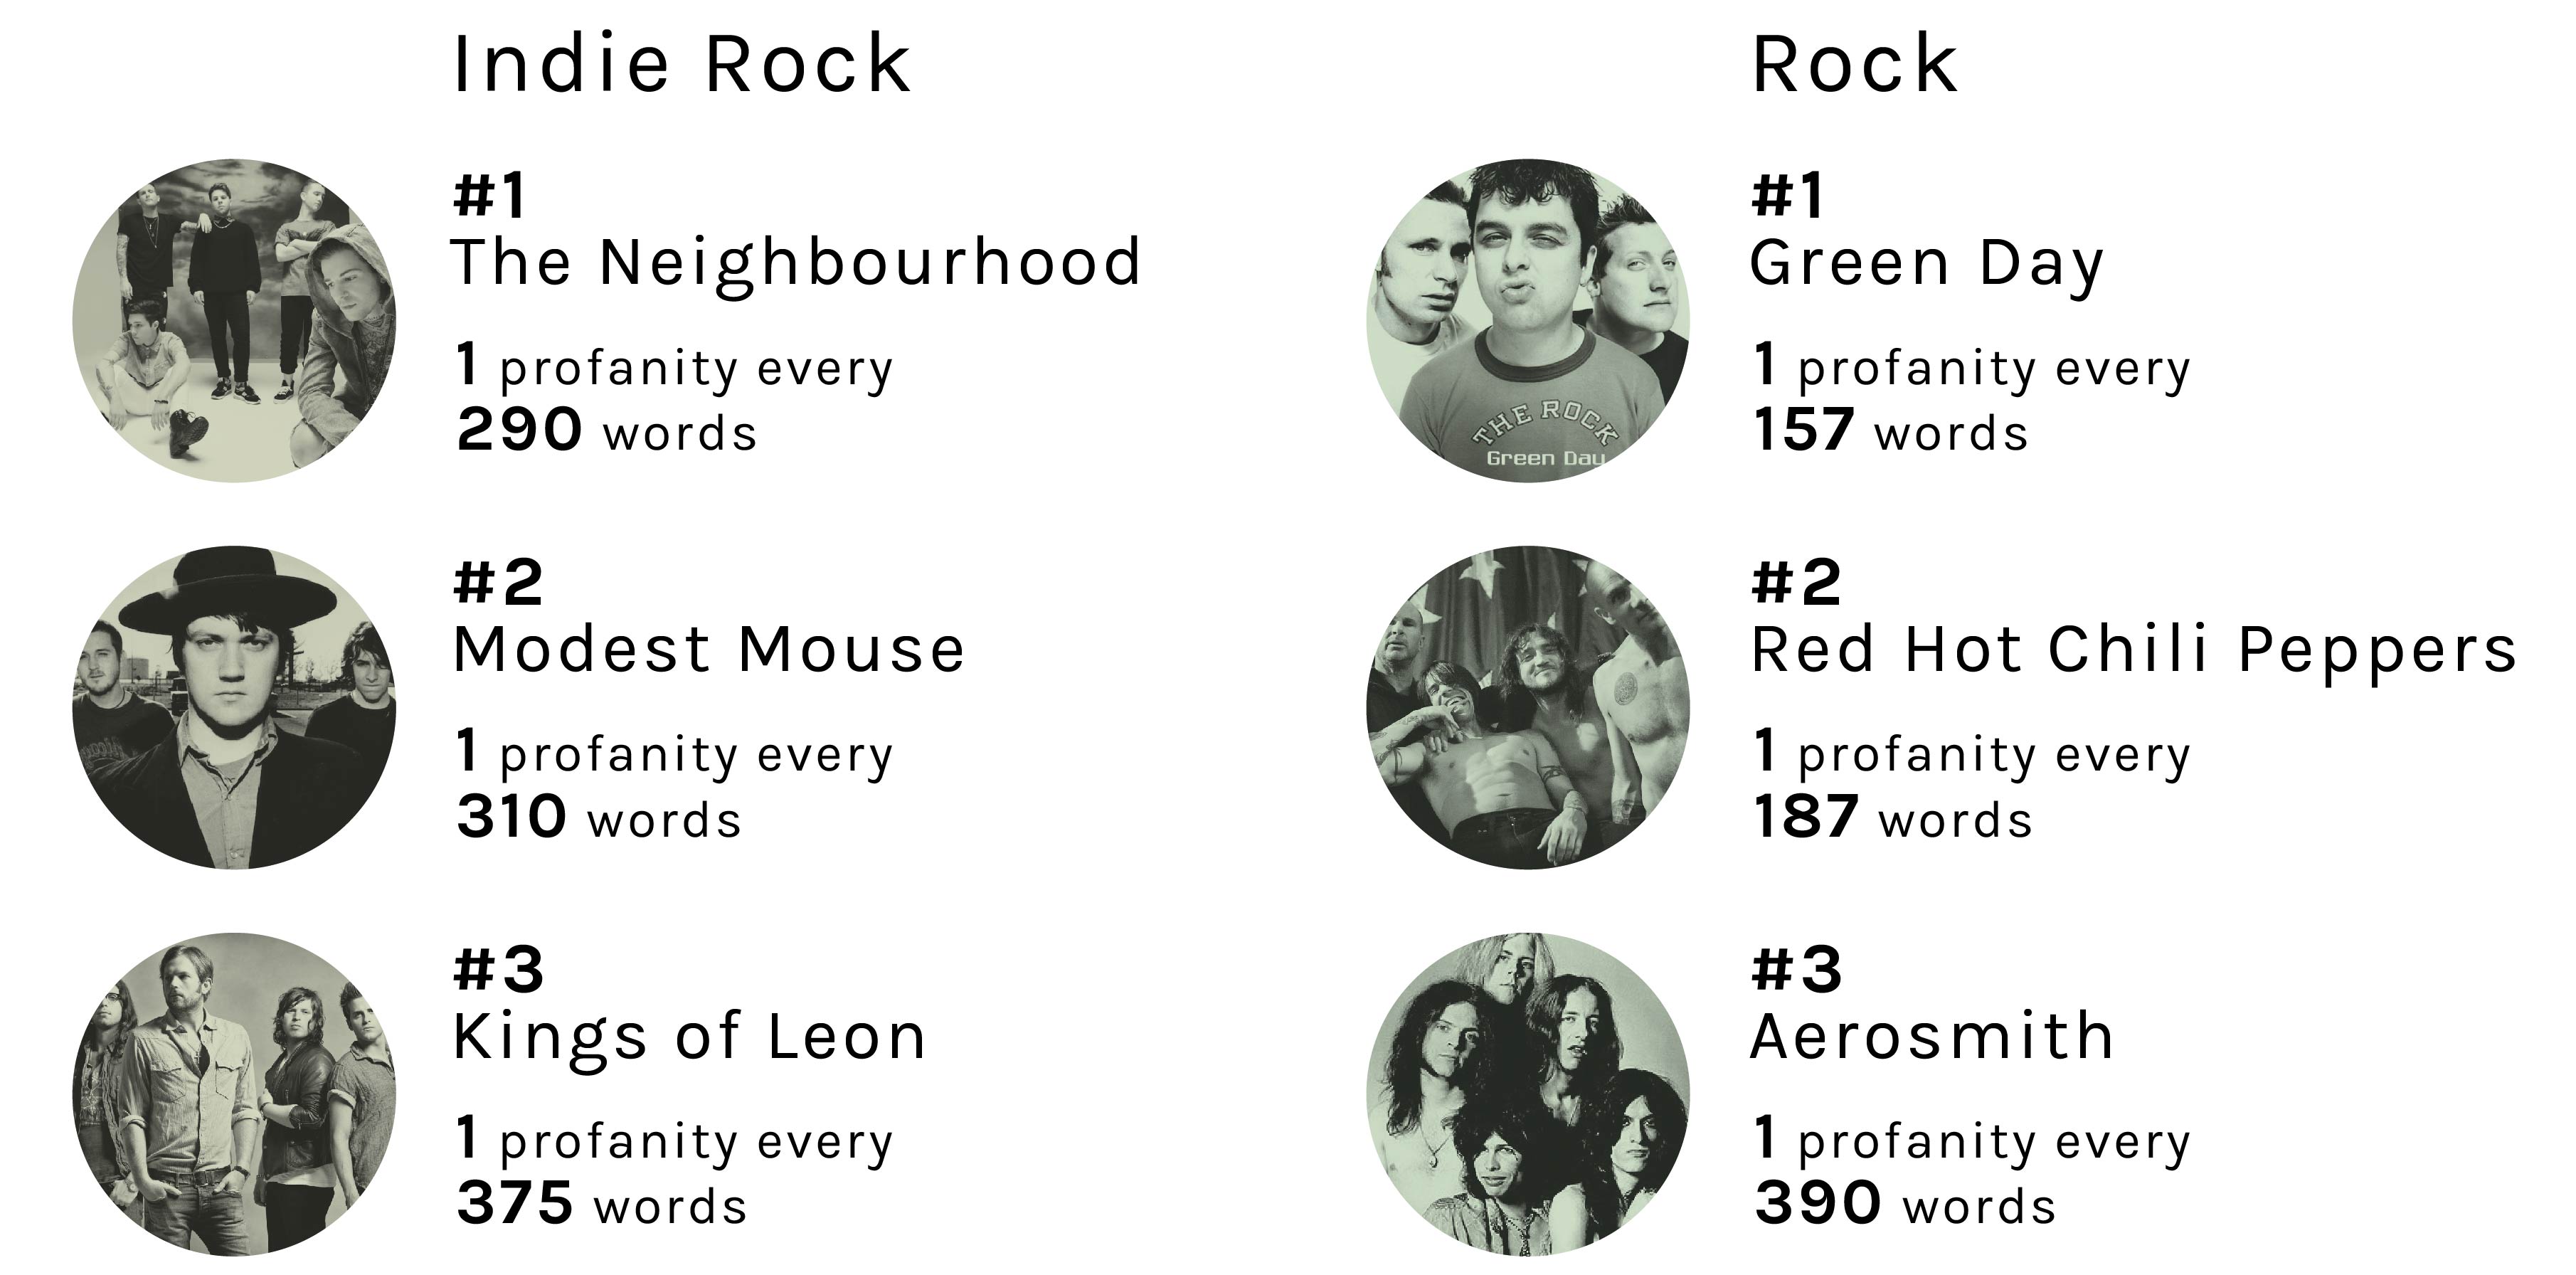 Indie Rock
#1
The Neighbourhood
1 profanity every
290 words
#2
Modest Mouse
1 profanity every
310 words
#3
Kings of Leon
1 profanity every
375 words
Rock
#1
Green Day
1 profanity every
157 words
THE ROCK
Green Day
#2
Red Hot Chili Peppers
1 profanity every
187 words
#3
Aerosmith
1 profanity every
390 words